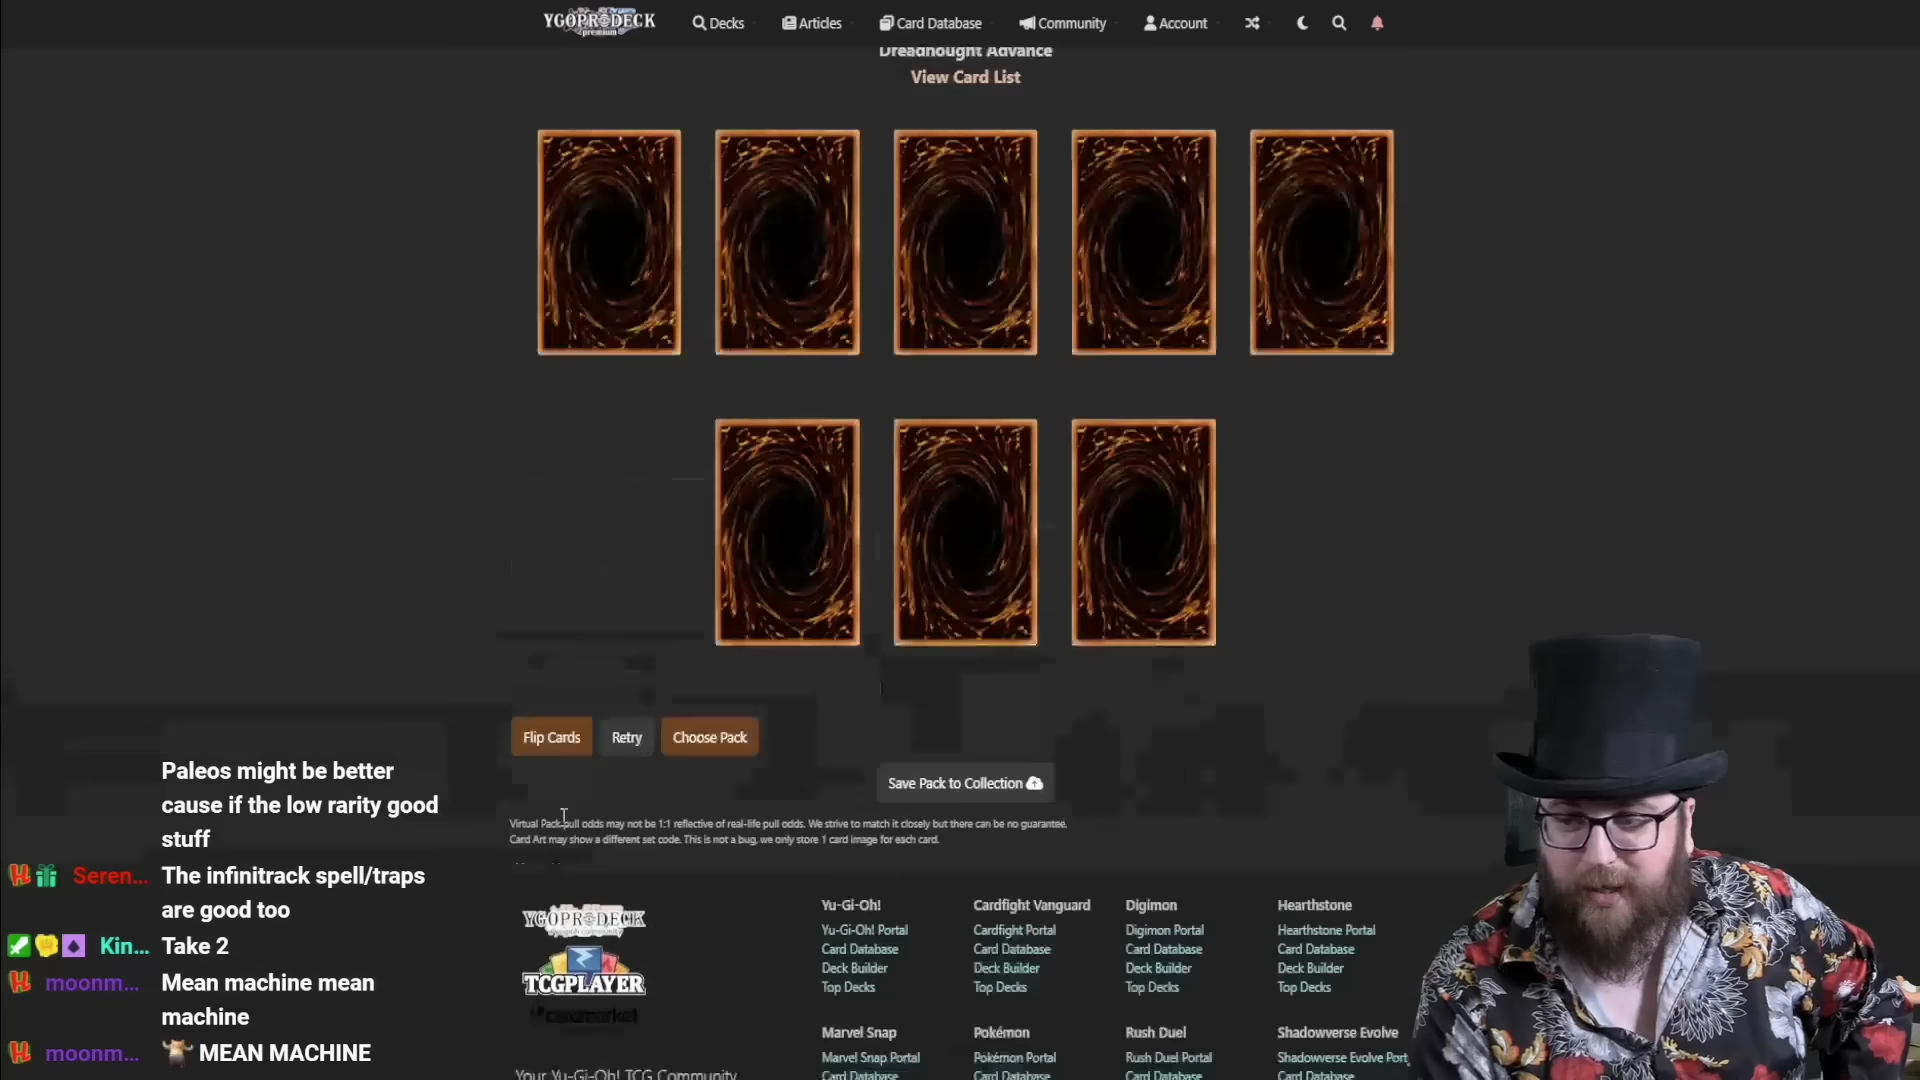 YGOPRODECK
premium
Decks
Articles
Card Database
Community
Account
Dreadnought Advance
View Card List
Flip Cards
Retry
Choose Pack
Save Pack to Collection
Virtual Pack pull odds may not be 1:1 reflective of real-life pull odds. We strive to match it closely but there can be no guarantee.
Card Art may show a different set code. This is not a bug, we only store 1 card image for each card.
Paleos might be better
cause if the low rarity good
stuff
Seren... The infinitrack spell/traps
are good too
Kin... Take 2
moonm... Mean machine mean
machine
moonm... MEAN MACHINE
YGOPRODECK
TCGPLAYER
cardmarket
Your Yu-Gi-Oh! TCG Community
Yu-Gi-Oh!
Yu-Gi-Oh! Portal
Card Database
Deck Builder
Top Decks
Cardfight Vanguard
Cardfight Portal
Card Database
Deck Builder
Top Decks
Digimon
Digimon Portal
Card Database
Deck Builder
Top Decks
Hearthstone
Hearthstone Portal
Card Database
Deck Builder
Top Decks
Marvel Snap
Marvel Snap Portal
Card Database
Pokémon
Pokémon Portal
Card Database
Rush Duel
Rush Duel Portal
Card Database
Shadowverse Evolve
Shadowverse Evolve Port
Card Database